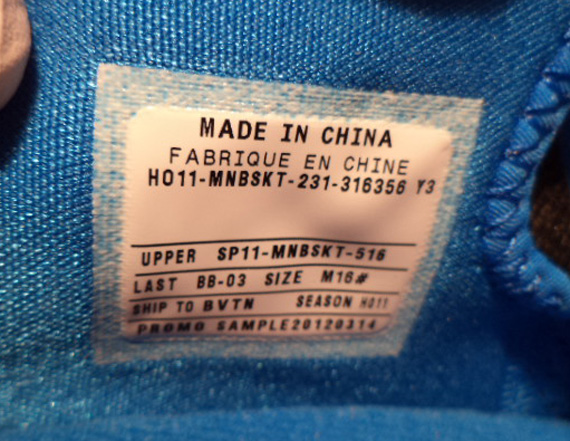 MADE IN CHINA
FABRIQUE EN CHINE
HO11-MNBSKT-231-316356 Y3
UPPER SP11-MNBSKT-516
LAST BB-03 SIZE M16#
SHIP TO BVTN SEASON HO11
PROMO SAMPLE20120314